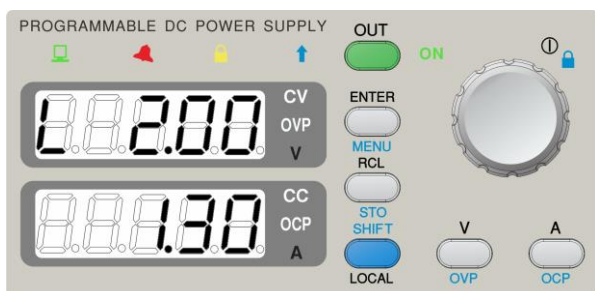 PROGRAMMABLE DC POWER SUPPLY
OUT
ON
CV
OVP
V
L 2.00
ENTER
MENU
RCL
CC
OCP
A
1.30
STO
SHIFT
LOCAL
V
OVP
A
OCP